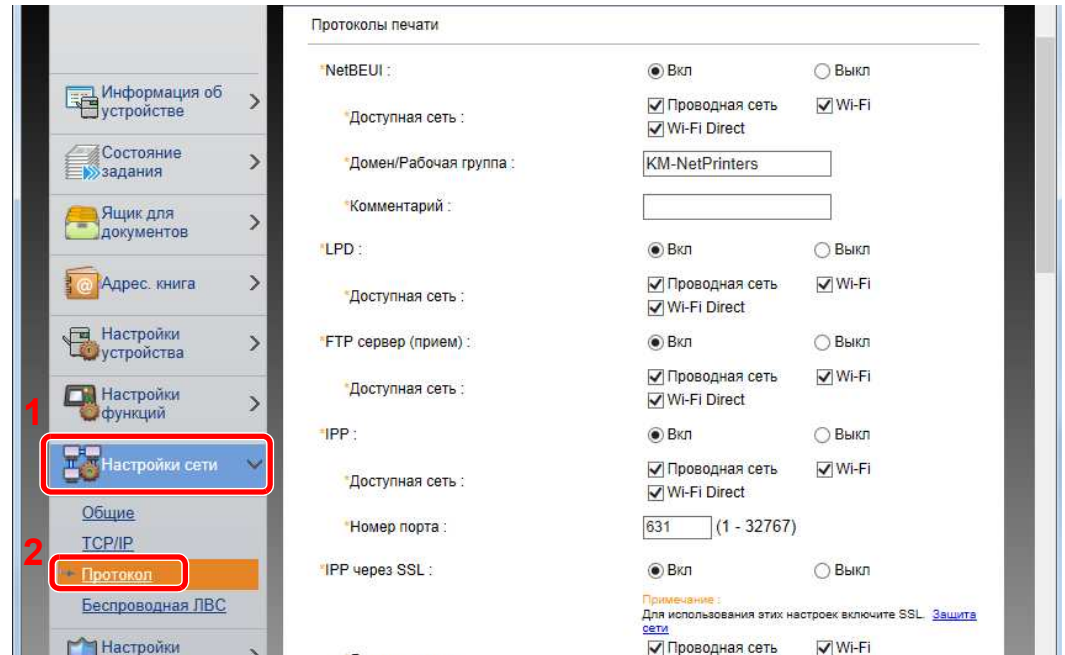 Информация об
устройстве
Состояние
задания
Ящик для
документов
Адрес. книга
Настройки
устройства
1
Настройки
функций
Настройки сети
Общие
TCP/IP
2
Протокол
Беспроводная ЛВС
Настройки
Протоколы печати
*NetBEUI :
Вкл
Выкл
*Доступная сеть :
Проводная сеть
Wi-Fi
Wi-Fi Direct
*Домен/Рабочая группа :
KM-NetPrinters
*Комментарий :
*LPD :
Вкл
Выкл
*Доступная сеть :
Проводная сеть
Wi-Fi
Wi-Fi Direct
*FTP сервер (прием) :
Вкл
Выкл
*Доступная сеть :
Проводная сеть
Wi-Fi
Wi-Fi Direct
*IPP :
Вкл
Выкл
*Доступная сеть :
Проводная сеть
Wi-Fi
Wi-Fi Direct
*Номер порта :
631 (1 - 32767)
*IPP через SSL :
Вкл
Выкл
Примечание :
Для использования этих настроек включите SSL. Защита
сети
Проводная сеть
Wi-Fi